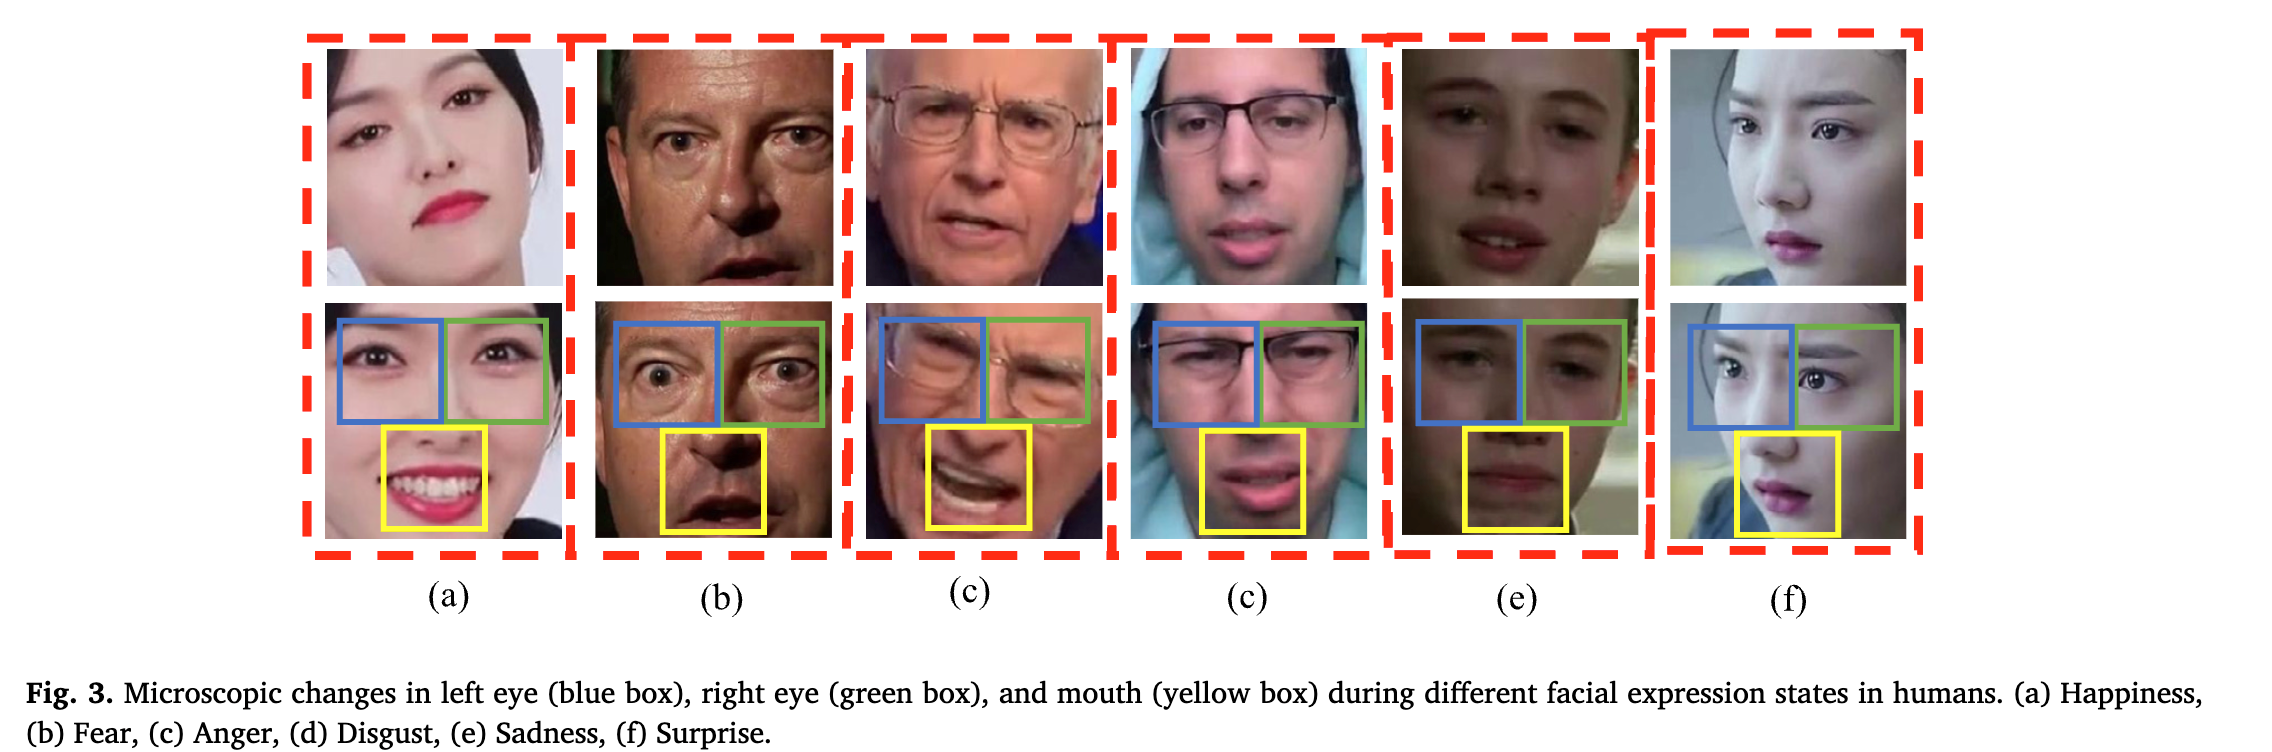 (a) (b) (c) (c) (e) (f)
Fig. 3. Microscopic changes in left eye (blue box), right eye (green box), and mouth (yellow box) during different facial expression states in humans. (a) Happiness,
(b) Fear, (c) Anger, (d) Disgust, (e) Sadness, (f) Surprise.